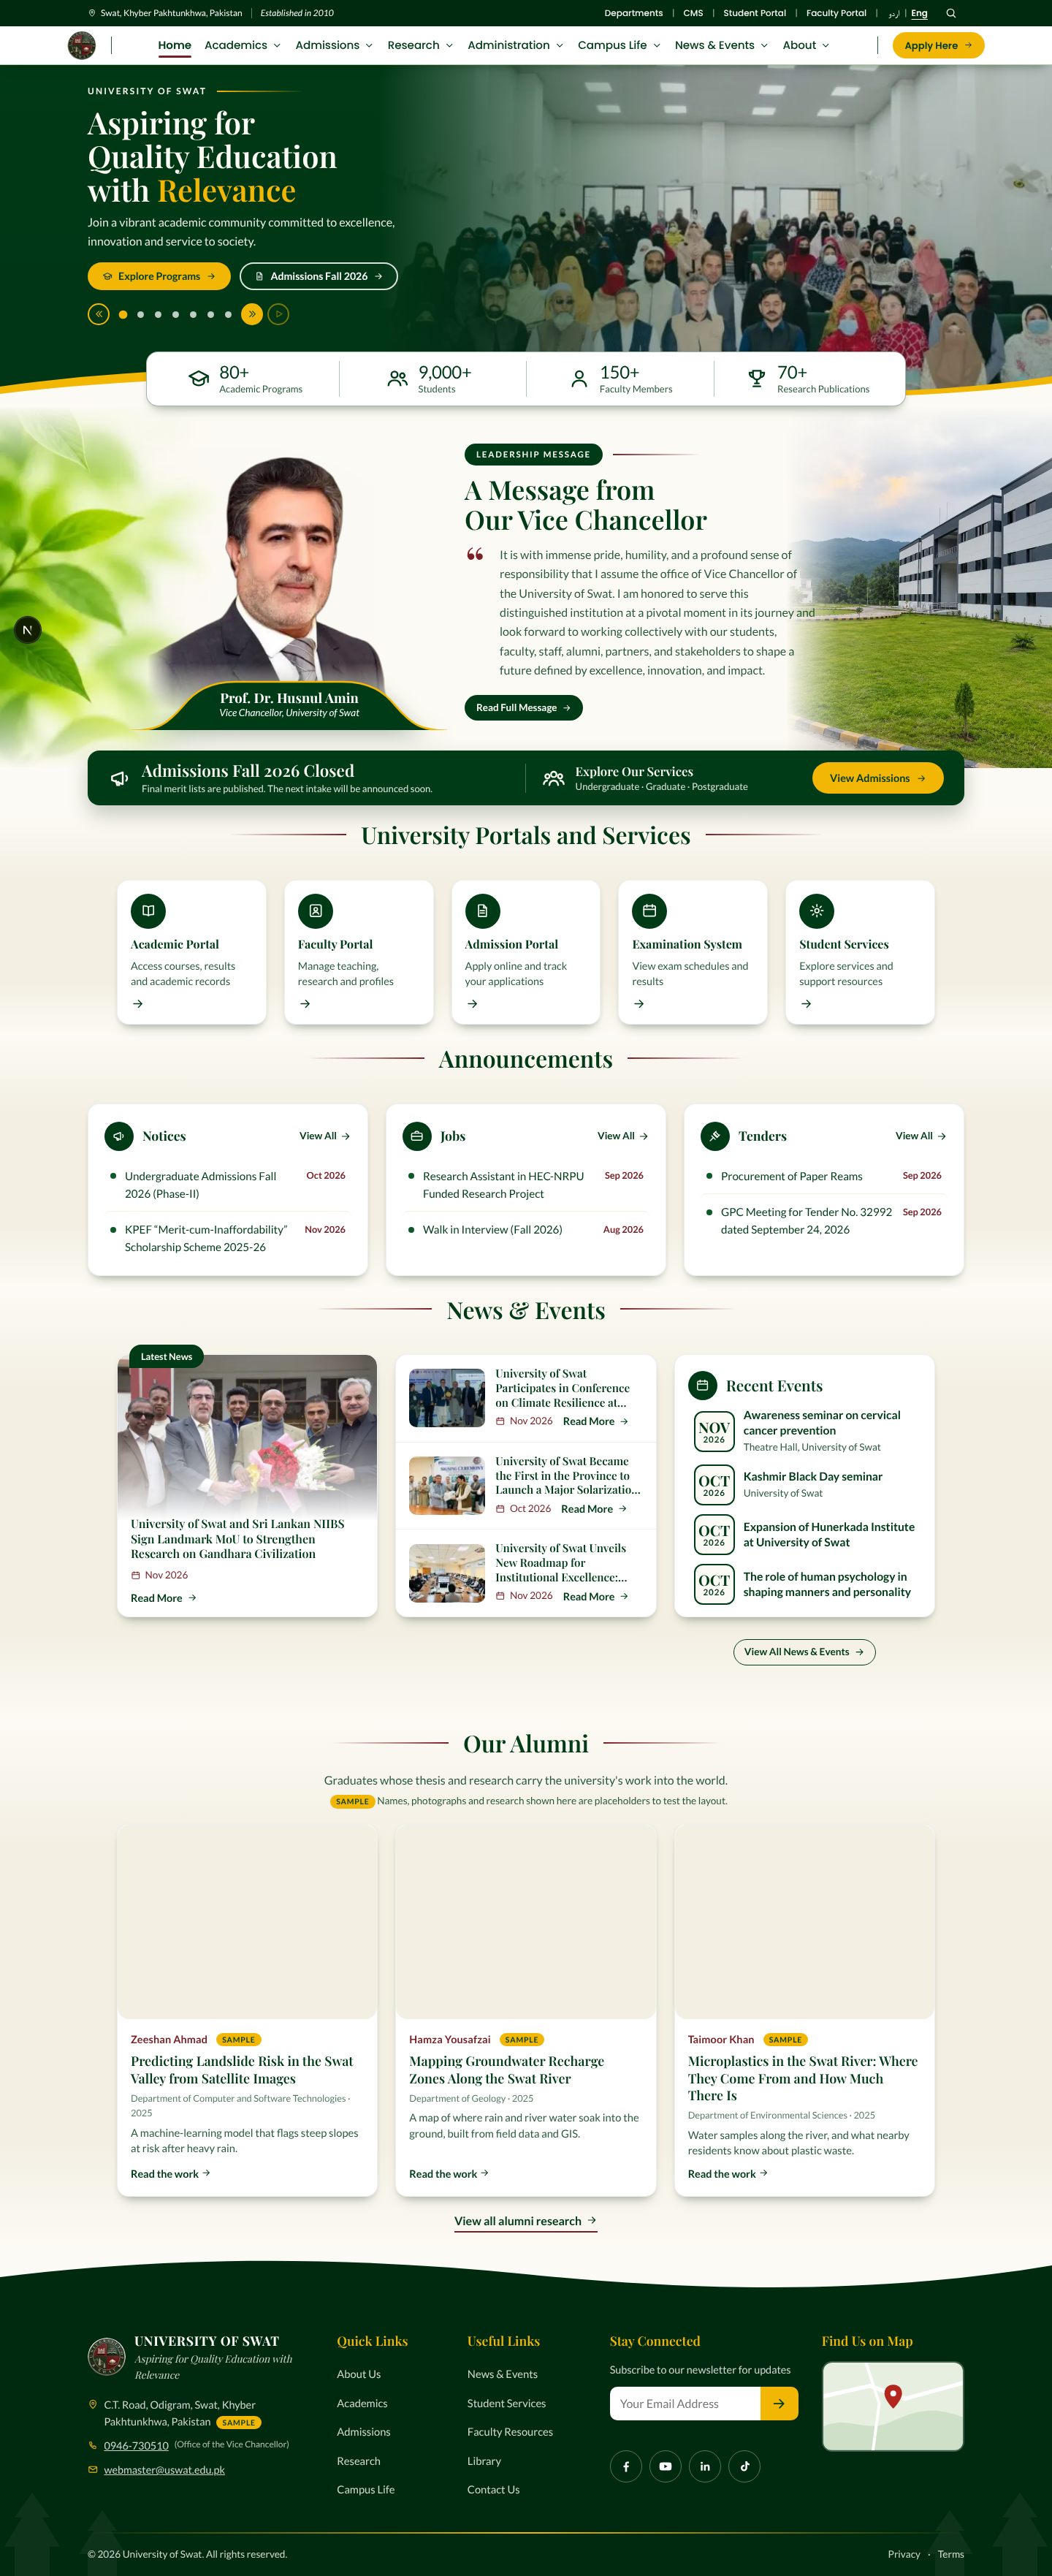 Swat, Khyber Pakhtunkhwa, Pakistan | Established in 2010
Departments | CMS | Student Portal | Faculty Portal | اردو | Eng
Home Academics Admissions Research Administration Campus Life News & Events About
Apply Here
UNIVERSITY OF SWAT
Aspiring for
Quality Education
with Relevance
Join a vibrant academic community committed to excellence,
innovation and service to society.
Explore Programs
Admissions Fall 2026
80+
Academic Programs
9,000+
Students
150+
Faculty Members
70+
Research Publications
LEADERSHIP MESSAGE
A Message from
Our Vice Chancellor
“
It is with immense pride, humility, and a profound sense of
responsibility that I assume the office of Vice Chancellor of
the University of Swat. I am honored to serve this
distinguished institution at a pivotal moment in its journey and
look forward to working collectively with our students,
faculty, staff, alumni, partners, and stakeholders to shape a
future defined by excellence, innovation, and impact.
Read Full Message
N
Prof. Dr. Husnul Amin
Vice Chancellor, University of Swat
Admissions Fall 2026 Closed
Final merit lists are published. The next intake will be announced soon.
Explore Our Services
Undergraduate · Graduate · Postgraduate
View Admissions
University Portals and Services
Academic Portal
Access courses, results
and academic records
Faculty Portal
Manage teaching,
research and profiles
Admission Portal
Apply online and track
your applications
Examination System
View exam schedules and
results
Student Services
Explore services and
support resources
Announcements
Notices
View All
Undergraduate Admissions Fall
2026 (Phase-II)
Oct 2026
KPEF “Merit-cum-Inaffordability”
Scholarship Scheme 2025-26
Nov 2026
Jobs
View All
Research Assistant in HEC-NRPU
Funded Research Project
Sep 2026
Walk in Interview (Fall 2026)
Aug 2026
Tenders
View All
Procurement of Paper Reams
Sep 2026
GPC Meeting for Tender No. 32992
dated September 24, 2026
Sep 2026
News & Events
Latest News
University of Swat and Sri Lankan NIIBS
Sign Landmark MoU to Strengthen
Research on Gandhara Civilization
Nov 2026
Read More
University of Swat
Participates in Conference
on Climate Resilience at…
Nov 2026 Read More
University of Swat Became
the First in the Province to
Launch a Major Solarizatio…
Oct 2026 Read More
University of Swat Unveils
New Roadmap for
Institutional Excellence:…
Nov 2026 Read More
Recent Events
NOV
2026
Awareness seminar on cervical
cancer prevention
Theatre Hall, University of Swat
OCT
2026
Kashmir Black Day seminar
University of Swat
OCT
2026
Expansion of Hunerkada Institute
at University of Swat
OCT
2026
The role of human psychology in
shaping manners and personality
View All News & Events
Our Alumni
Graduates whose thesis and research carry the university's work into the world.
SAMPLE Names, photographs and research shown here are placeholders to test the layout.
Zeeshan Ahmad SAMPLE
Predicting Landslide Risk in the Swat
Valley from Satellite Images
Department of Computer and Software Technologies ·
2025
A machine-learning model that flags steep slopes
at risk after heavy rain.
Read the work
Hamza Yousafzai SAMPLE
Mapping Groundwater Recharge
Zones Along the Swat River
Department of Geology · 2025
A map of where rain and river water soak into the
ground, built from field data and GIS.
Read the work
Taimoor Khan SAMPLE
Microplastics in the Swat River: Where
They Come From and How Much
There Is
Department of Environmental Sciences · 2025
Water samples along the river, and what nearby
residents know about plastic waste.
Read the work
View all alumni research
UNIVERSITY OF SWAT
Aspiring for Quality Education with
Relevance
C.T. Road, Odigram, Swat, Khyber
Pakhtunkhwa, Pakistan SAMPLE
0946-730510 (Office of the Vice Chancellor)
webmaster@uswat.edu.pk
Quick Links
About Us
Academics
Admissions
Research
Campus Life
Useful Links
News & Events
Student Services
Faculty Resources
Library
Contact Us
Stay Connected
Subscribe to our newsletter for updates
Your Email Address
Find Us on Map
© 2026 University of Swat. All rights reserved.
Privacy · Terms